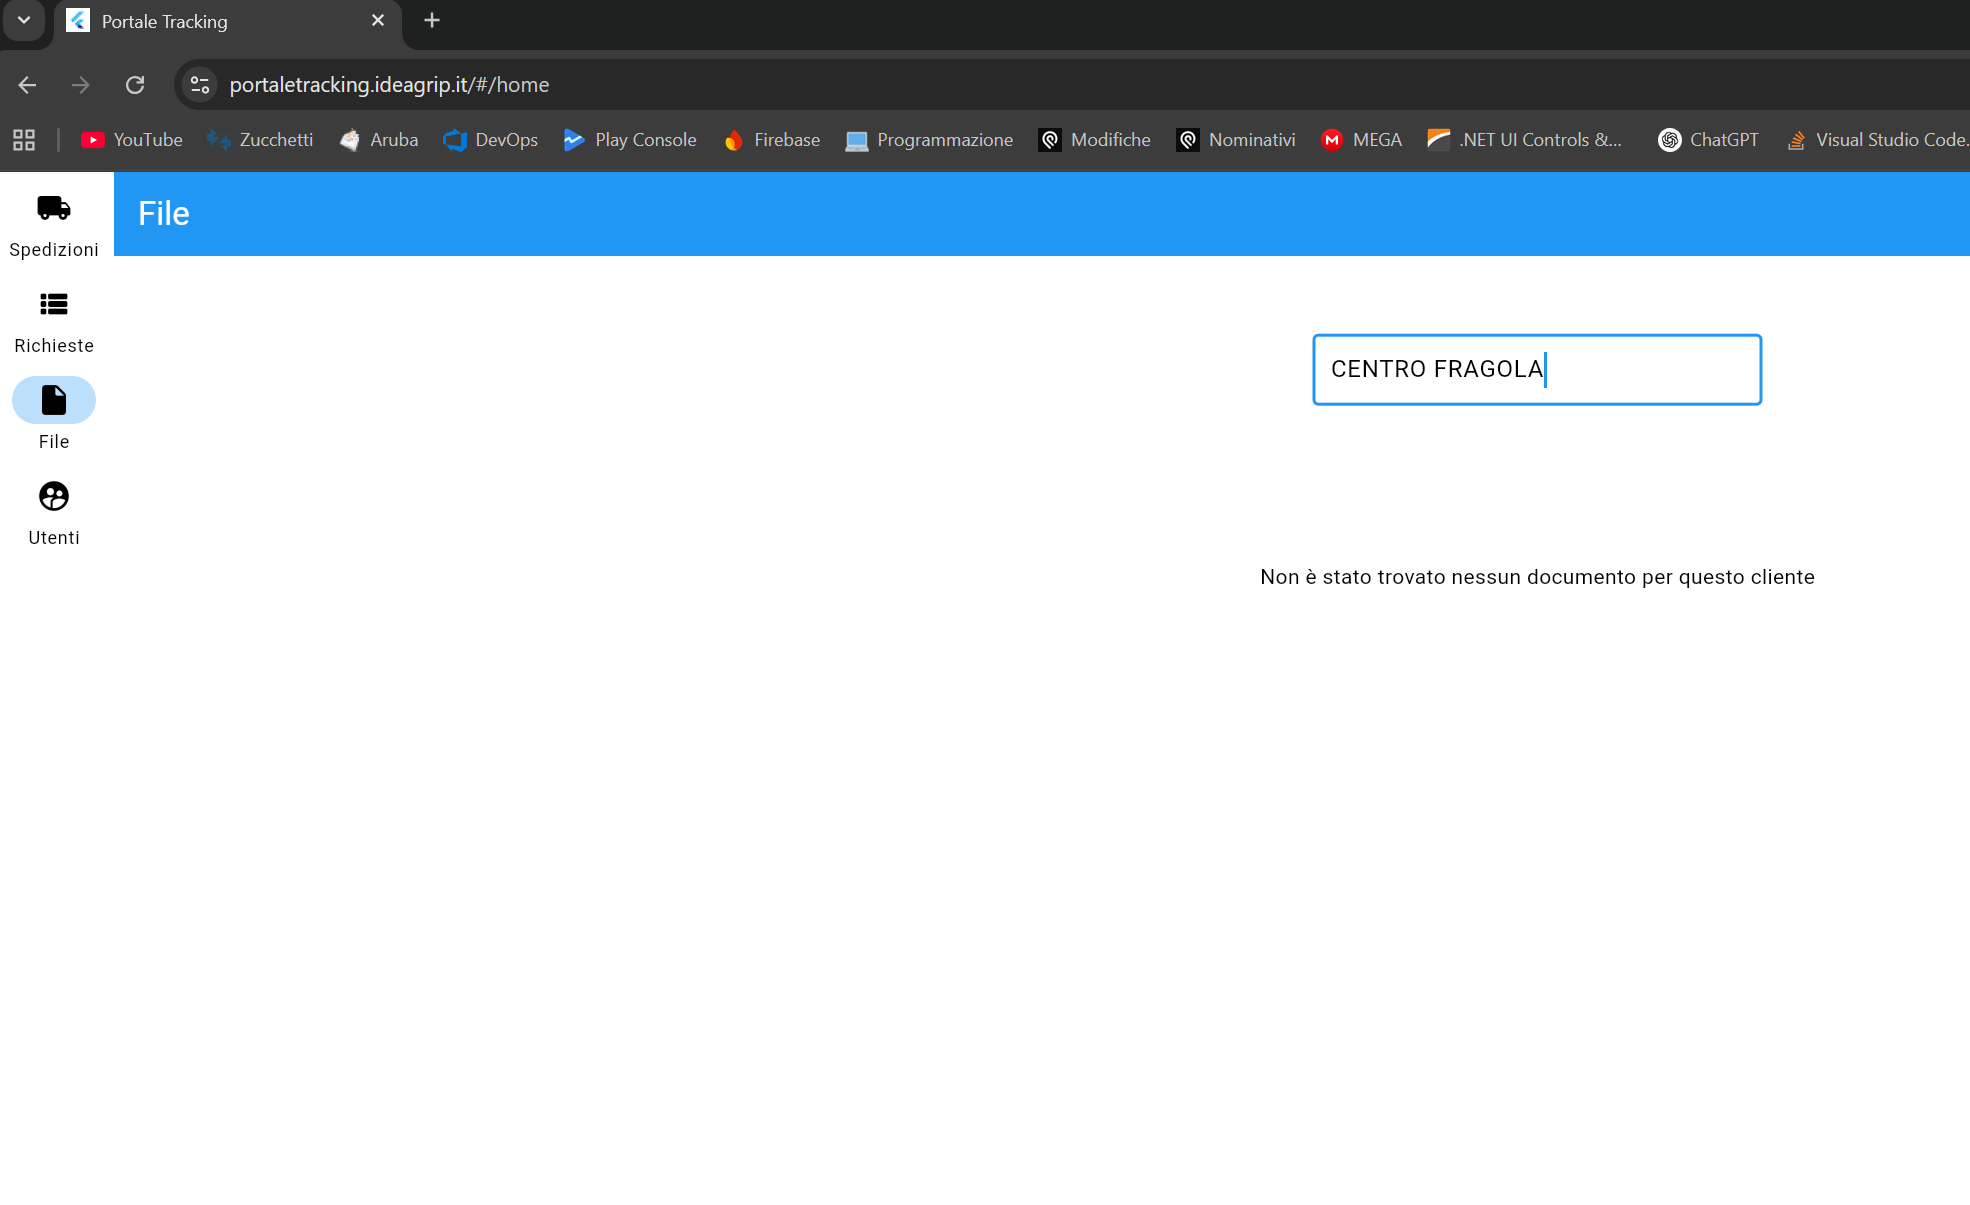 Portale Tracking
portaletracking.ideagrip.it/#/home
YouTube Zucchetti Aruba DevOps Play Console Firebase Programmazione Modifiche Nominativi MEGA .NET UI Controls &... ChatGPT Visual Studio Code.
File
Spedizioni
Richieste
File
Utenti
CENTRO FRAGOLA
Non è stato trovato nessun documento per questo cliente